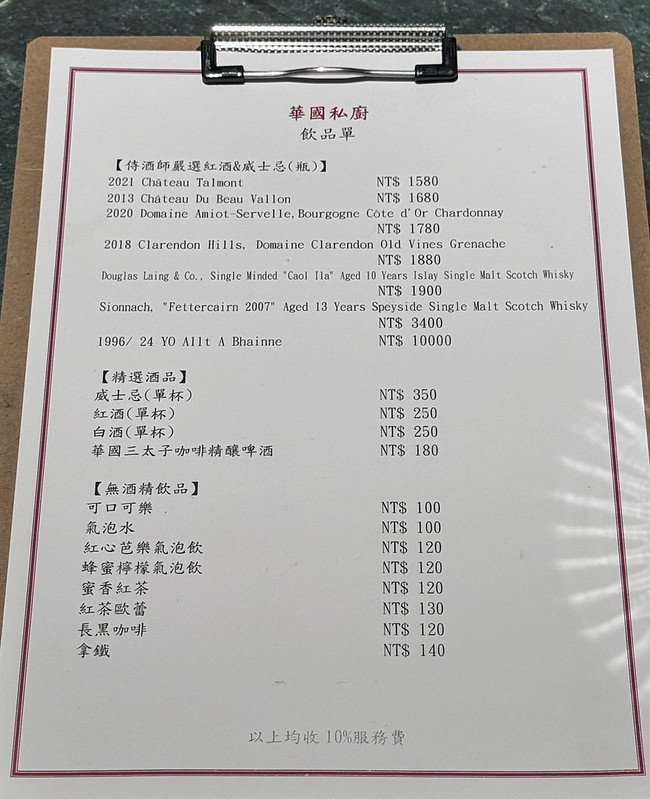 華國私廚
飲品單
【侍酒師嚴選紅酒&威士忌(瓶)】
2021 Château Talmont NT$ 1580
2013 Château Du Beau Vallon NT$ 1680
2020 Domaine Amiot-Servelle,Bourgogne Côte d'Or Chardonnay
NT$ 1780
2018 Clarendon Hills, Domaine Clarendon Old Vines Grenache
NT$ 1880
Douglas Laing & Co., Single Minded "Caol Ila" Aged 10 Years Islay Single Malt Scotch Whisky
NT$ 1900
Sionnach, "Fettercairn 2007" Aged 13 Years Speyside Single Malt Scotch Whisky
NT$ 3400
1996/ 24 YO Allt A Bhainne NT$ 10000
【精選酒品】
威士忌(單杯) NT$ 350
紅酒(單杯) NT$ 250
白酒(單杯) NT$ 250
華國三太子咖啡精釀啤酒 NT$ 180
【無酒精飲品】
可口可樂 NT$ 100
氣泡水 NT$ 100
紅心芭樂氣泡飲 NT$ 120
蜂蜜檸檬氣泡飲 NT$ 120
蜜香紅茶 NT$ 120
紅茶歐蕾 NT$ 130
長黑咖啡 NT$ 120
拿鐵 NT$ 140
以上均收10%服務費